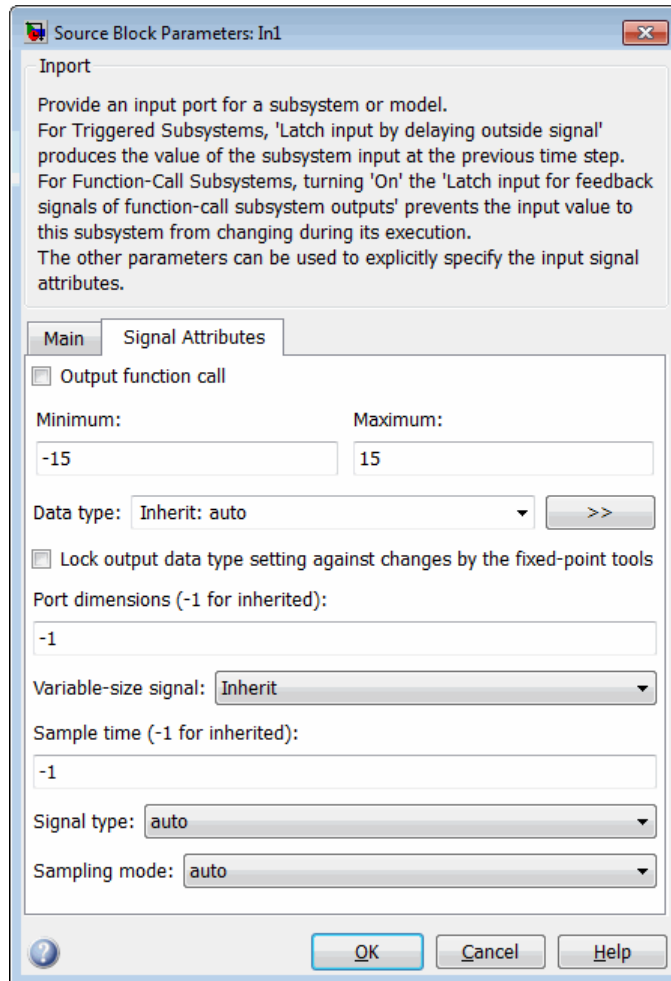 Source Block Parameters: In1
Inport
Provide an input port for a subsystem or model.
For Triggered Subsystems, 'Latch input by delaying outside signal'
produces the value of the subsystem input at the previous time step.
For Function-Call Subsystems, turning 'On' the 'Latch input for feedback
signals of function-call subsystem outputs' prevents the input value to
this subsystem from changing during its execution.
The other parameters can be used to explicitly specify the input signal
attributes.
Main Signal Attributes
Output function call
Minimum: Maximum:
-15 15
Data type: Inherit: auto >>
Lock output data type setting against changes by the fixed-point tools
Port dimensions (-1 for inherited):
-1
Variable-size signal: Inherit
Sample time (-1 for inherited):
-1
Signal type: auto
Sampling mode: auto
? OK Cancel Help